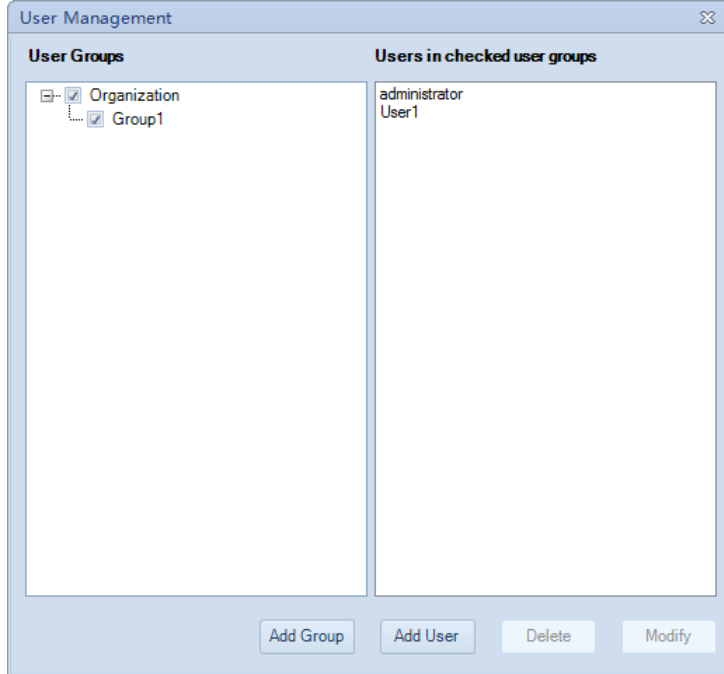 User Management
User Groups
Users in checked user groups
Organization
Group1
administrator
User1
Add Group
Add User
Delete
Modify